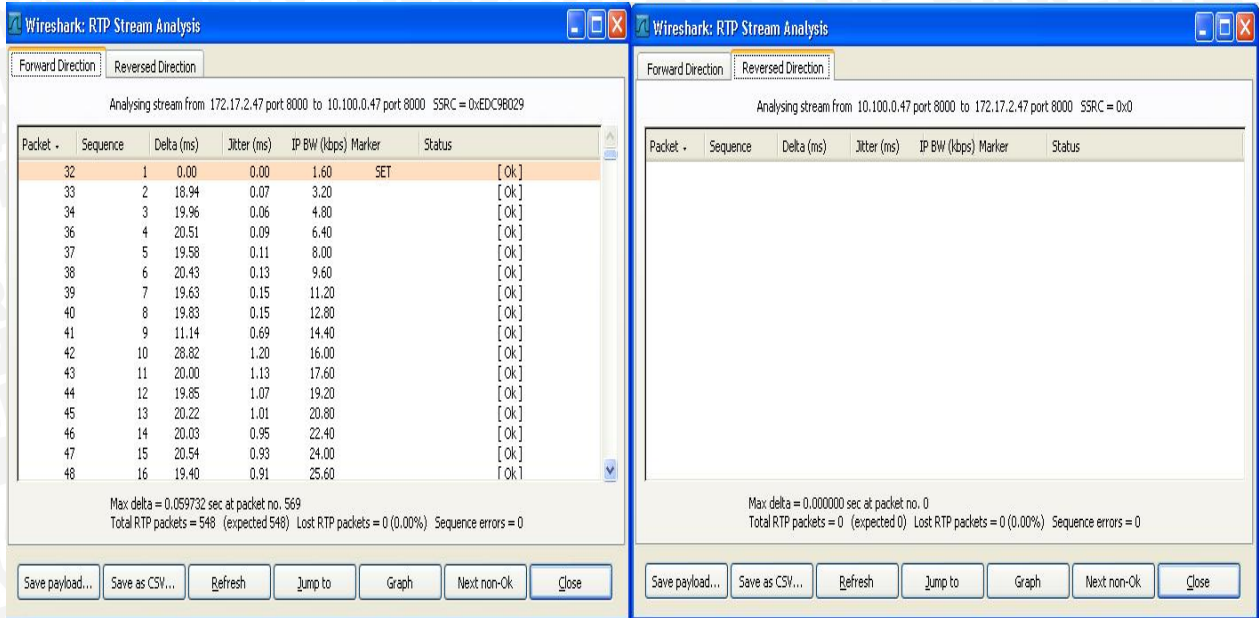 Wireshark: RTP Stream Analysis
Forward Direction Reversed Direction
Analysing stream from 172.17.2.47 port 8000 to 10.100.0.47 port 8000 SSRC = 0xEDC9B029
Packet Sequence Delta (ms) Jitter (ms) IP BW (kbps) Marker Status
32 1 0.00 0.00 1.60 SET [ Ok ]
33 2 18.94 0.07 3.20 [ Ok ]
34 3 19.96 0.06 4.80 [ Ok ]
36 4 20.51 0.09 6.40 [ Ok ]
37 5 19.58 0.11 8.00 [ Ok ]
38 6 20.43 0.13 9.60 [ Ok ]
39 7 19.63 0.15 11.20 [ Ok ]
40 8 19.83 0.15 12.80 [ Ok ]
41 9 11.14 0.69 14.40 [ Ok ]
42 10 28.82 1.20 16.00 [ Ok ]
43 11 20.00 1.13 17.60 [ Ok ]
44 12 19.85 1.07 19.20 [ Ok ]
45 13 20.22 1.01 20.80 [ Ok ]
46 14 20.03 0.95 22.40 [ Ok ]
47 15 20.54 0.93 24.00 [ Ok ]
48 16 19.40 0.91 25.60 [ Ok ]
Max delta = 0.059732 sec at packet no. 569
Total RTP packets = 548 (expected 548) Lost RTP packets = 0 (0.00%) Sequence errors = 0
Save payload... Save as CSV... Refresh Jump to Graph Next non-Ok Close
Wireshark: RTP Stream Analysis
Forward Direction Reversed Direction
Analysing stream from 10.100.0.47 port 8000 to 172.17.2.47 port 8000 SSRC = 0x0
Packet Sequence Delta (ms) Jitter (ms) IP BW (kbps) Marker Status
Max delta = 0.000000 sec at packet no. 0
Total RTP packets = 0 (expected 0) Lost RTP packets = 0 (0.00%) Sequence errors = 0
Save payload... Save as CSV... Refresh Jump to Graph Next non-Ok Close